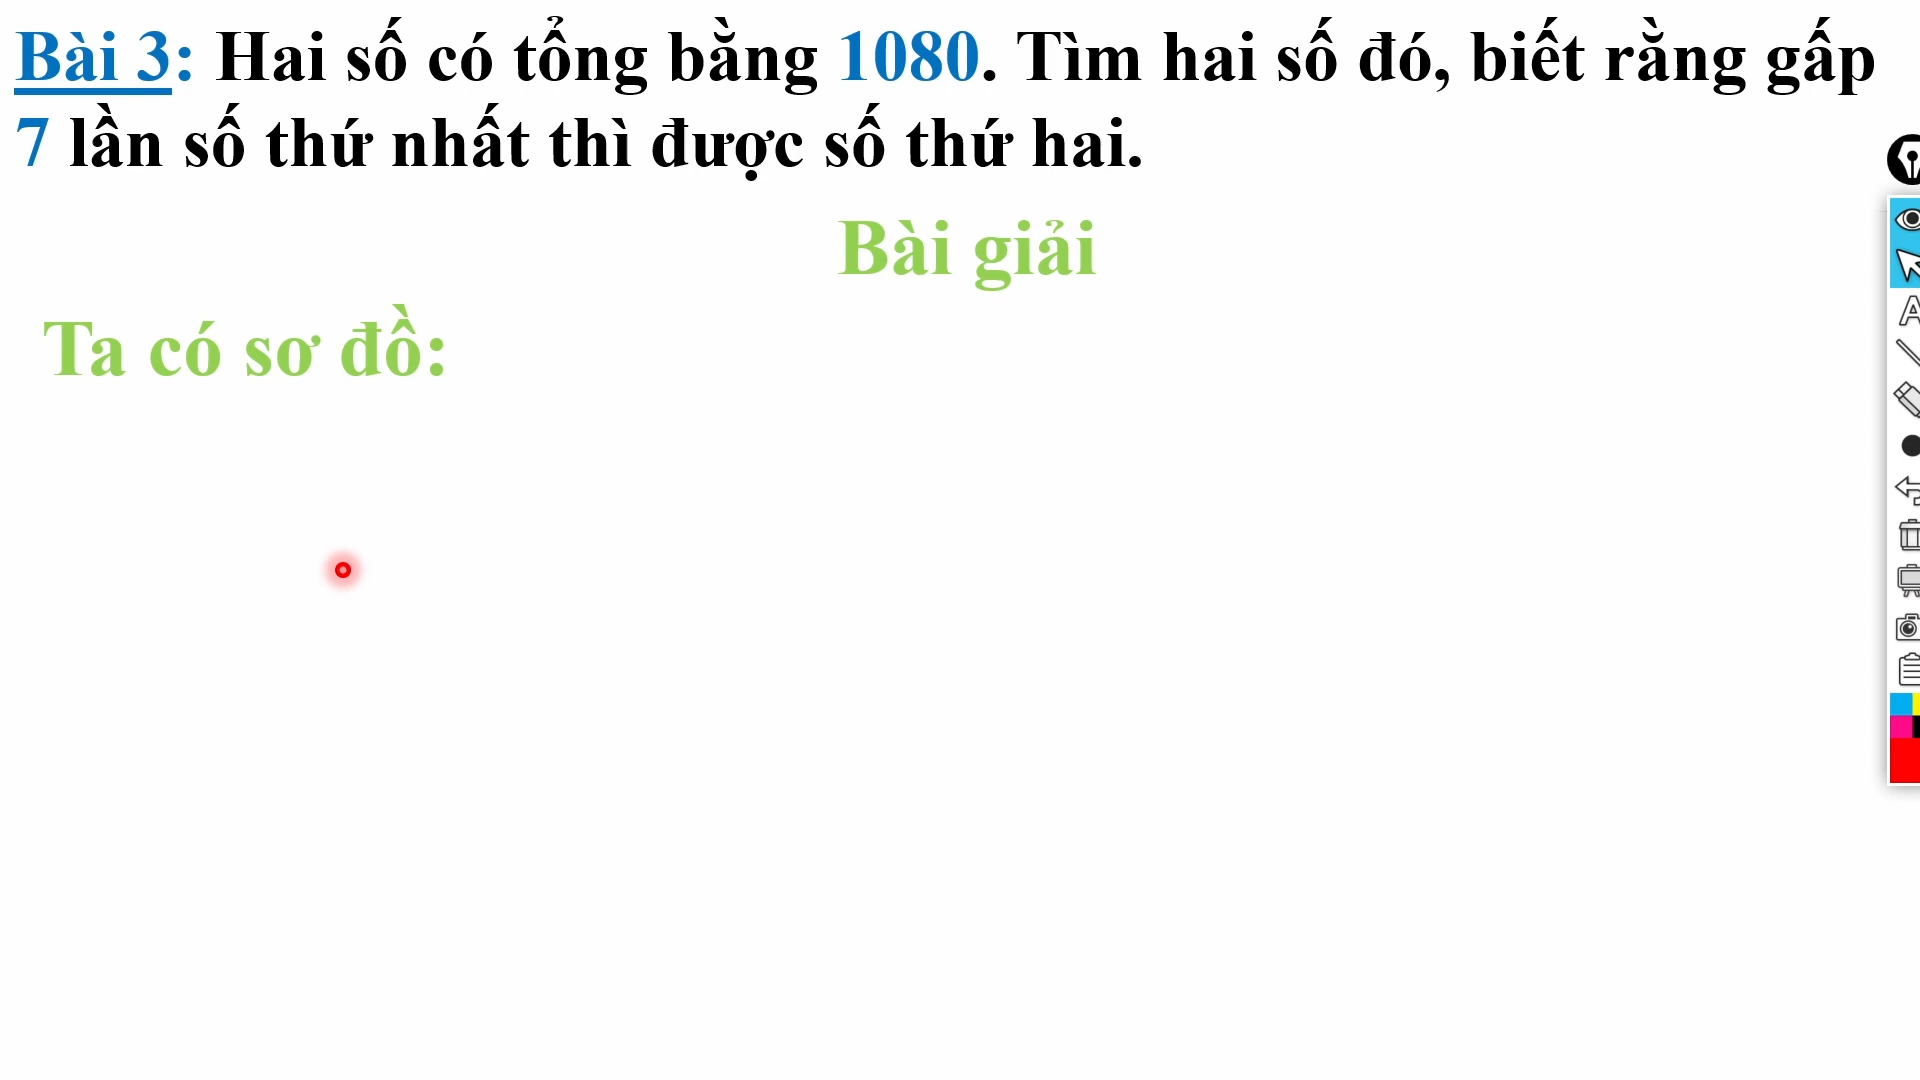 Bài 3: Hai số có tổng bằng 1080. Tìm hai số đó, biết rằng gấp
7 lần số thứ nhất thì được số thứ hai.
Bài giải
Ta có sơ đồ: